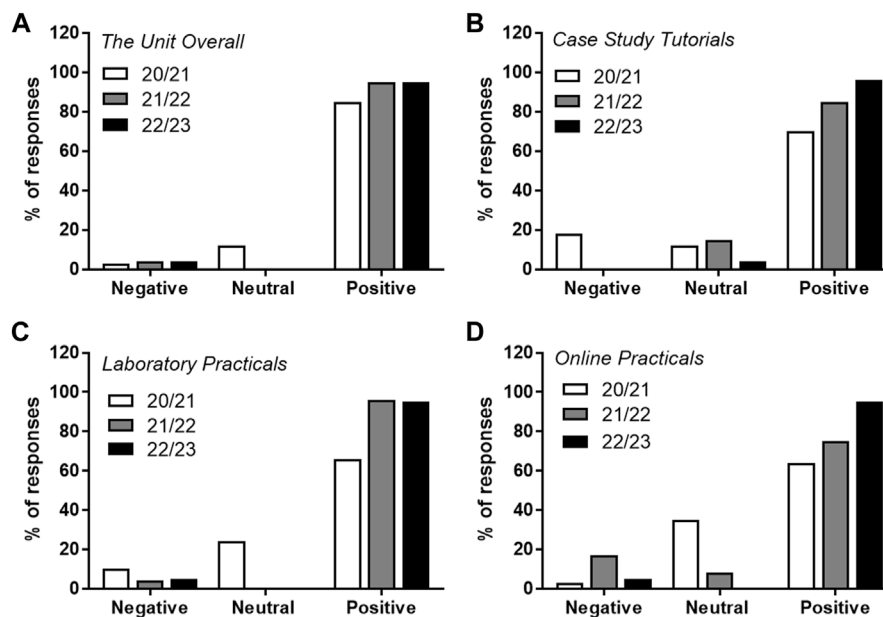 A
The Unit Overall
20/21
21/22
22/23
% of responses
120
100
80
60
40
20
0
Negative Neutral Positive
B
Case Study Tutorials
20/21
21/22
22/23
% of responses
120
100
80
60
40
20
0
Negative Neutral Positive
C
Laboratory Practicals
20/21
21/22
22/23
% of responses
120
100
80
60
40
20
0
Negative Neutral Positive
D
Online Practicals
20/21
21/22
22/23
% of responses
120
100
80
60
40
20
0
Negative Neutral Positive